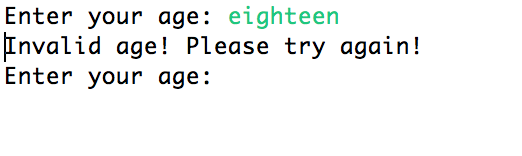 Enter your age: eighteen
Invalid age! Please try again!
Enter your age: